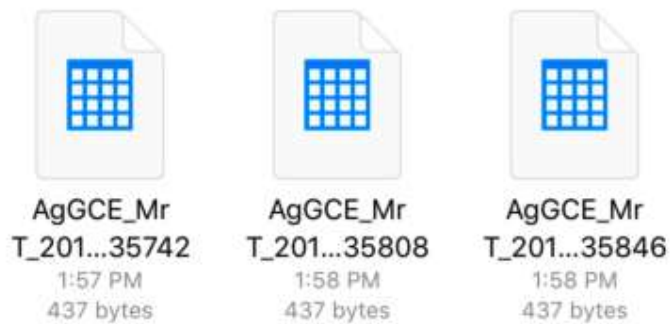 AgGCE_Mr AgGCE_Mr AgGCE_Mr
T_201...35742 T_201...35808 T_201...35846
1:57 PM 1:58 PM 1:58 PM
437 bytes 437 bytes 437 bytes